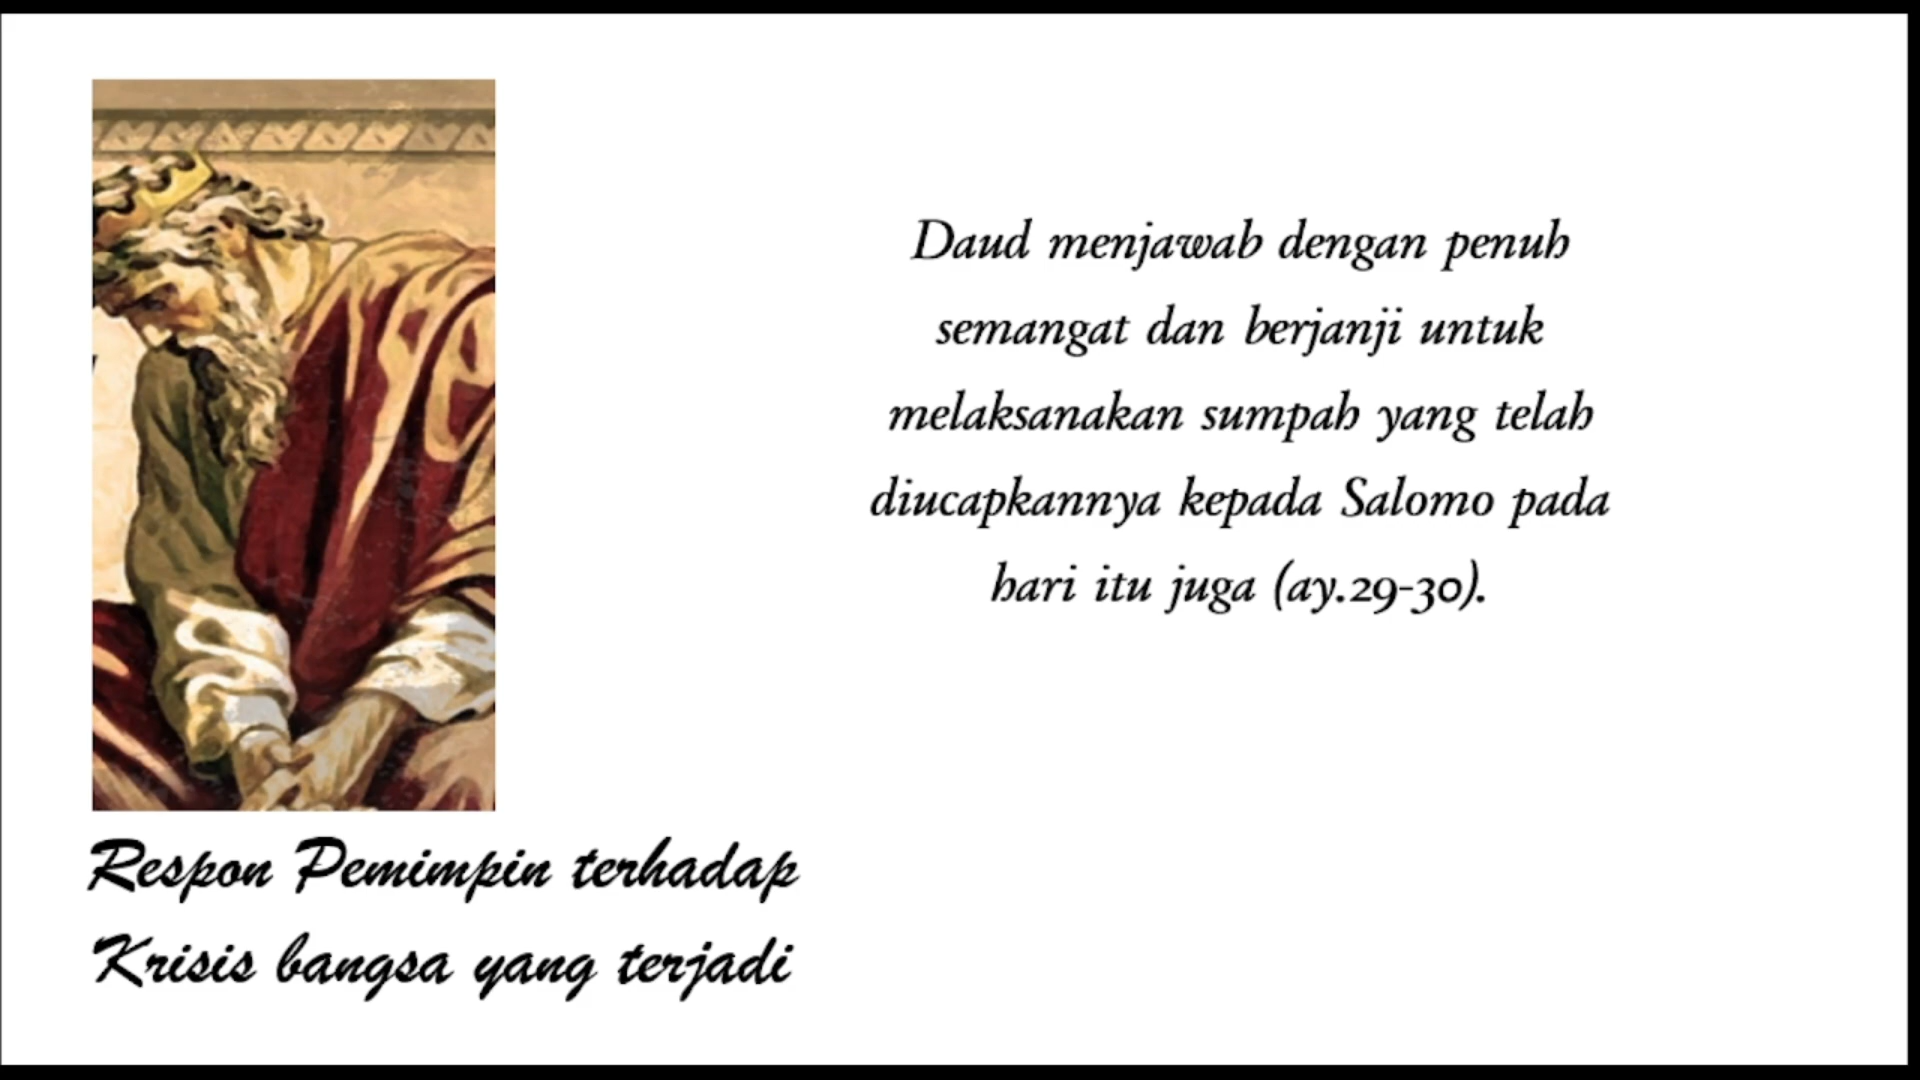 Daud menjawab dengan penuh
semangat dan berjanji untuk
melaksanakan sumpah yang telah
diucapkannya kepada Salomo pada
hari itu juga (ay.29-30).
Respon Pemimpin terhadap
Krisis bangsa yang terjadi